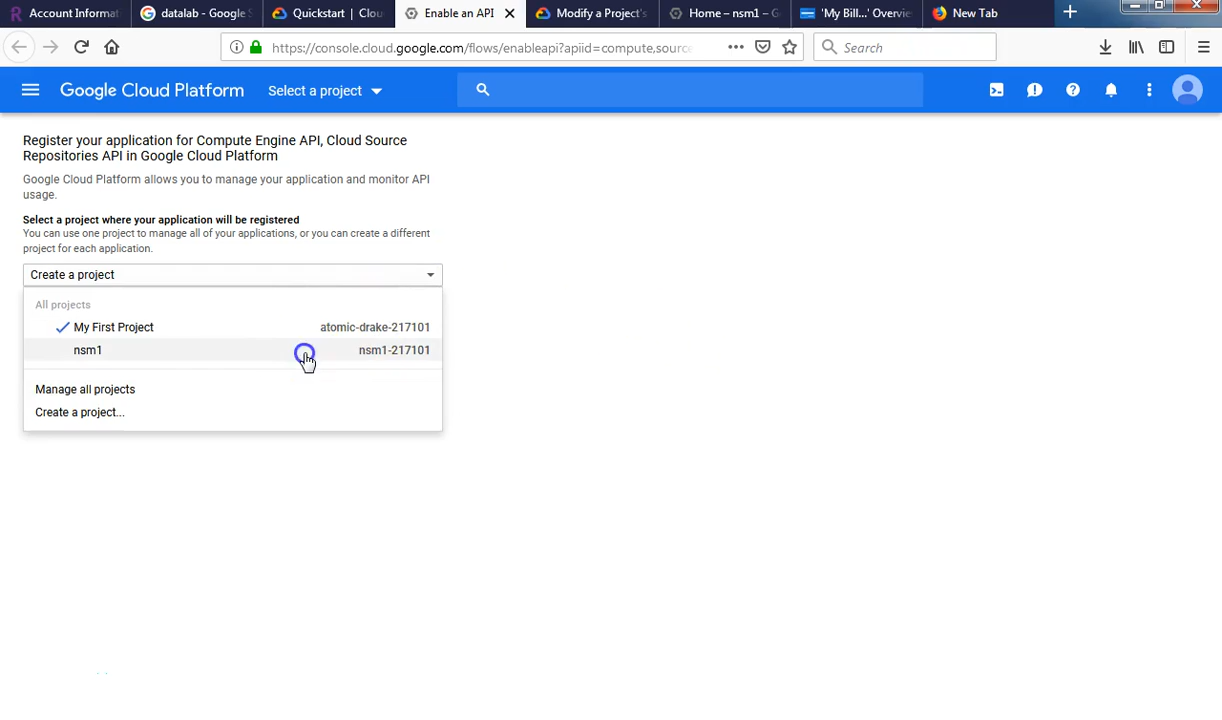 Account Informat
datalab - Google S
Quickstart | Clou
Enable an API
Modify a Project's
Home – nsm1 – G
'My Bill...' Overvie
New Tab
https://console.cloud.google.com/flows/enableapi?apiid=compute,source
Search
Google Cloud Platform
Select a project
Register your application for Compute Engine API, Cloud Source
Repositories API in Google Cloud Platform
Google Cloud Platform allows you to manage your application and monitor API
usage.
Select a project where your application will be registered
You can use one project to manage all of your applications, or you can create a different
project for each application.
Create a project
All projects
My First Project atomic-drake-217101
nsm1 nsm1-217101
Manage all projects
Create a project...